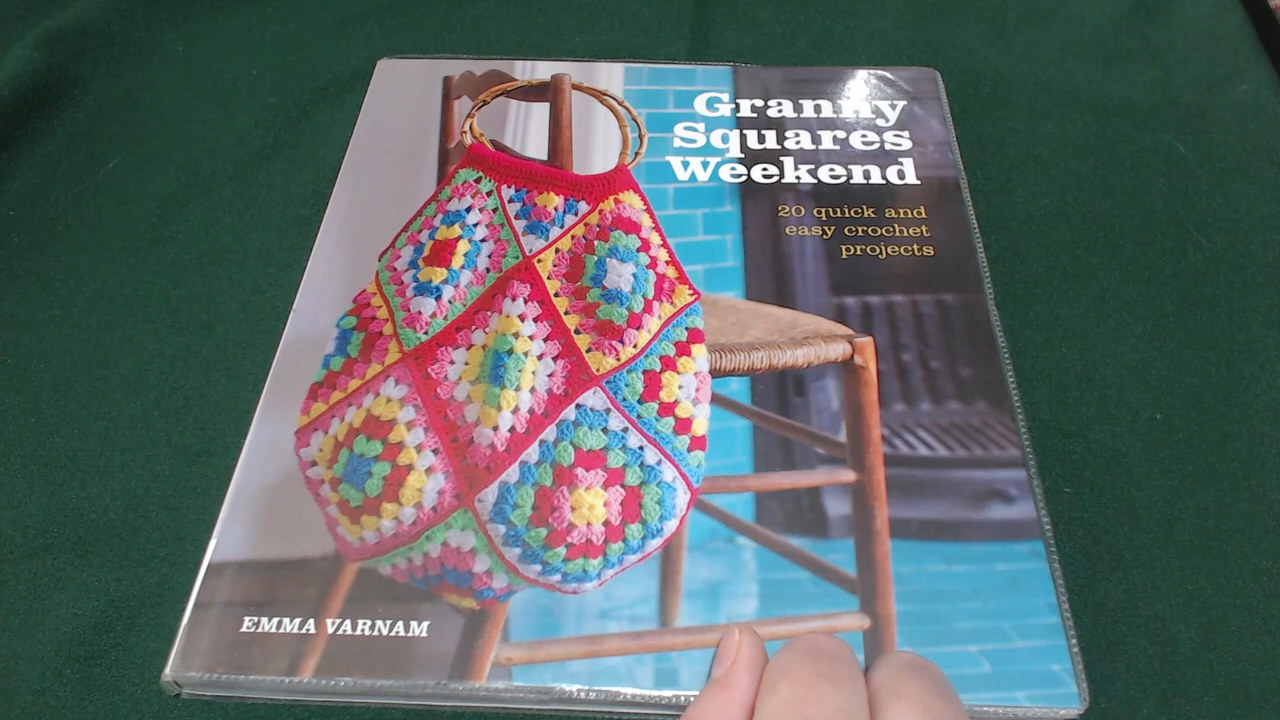 Granny
Squares
Weekend
20 quick and
easy crochet
projects
EMMA VARNAM